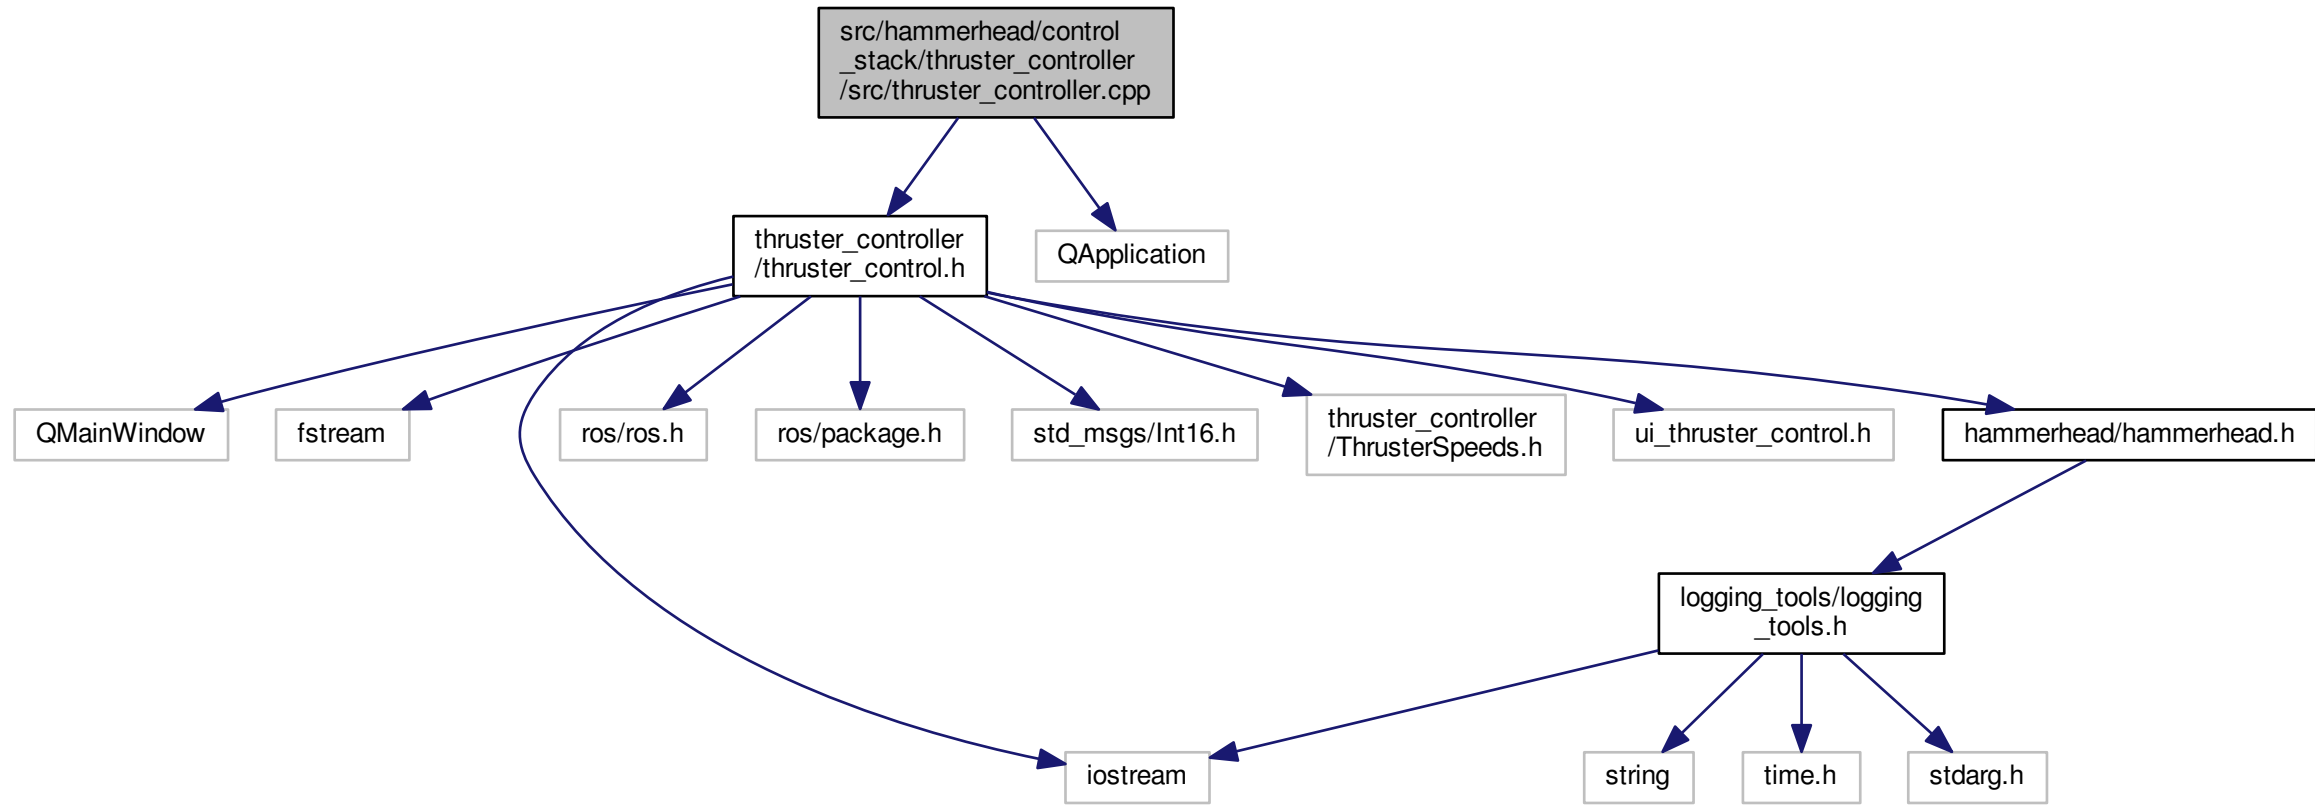 src/hammerhead/control
_stack/thruster_controller
/src/thruster_controller.cpp
thruster_controller
/thruster_control.h
QApplication
QMainWindow
fstream
ros/ros.h
ros/package.h
std_msgs/Int16.h
thruster_controller
/ThrusterSpeeds.h
ui_thruster_control.h
hammerhead/hammerhead.h
logging_tools/logging
_tools.h
iostream
string
time.h
stdarg.h